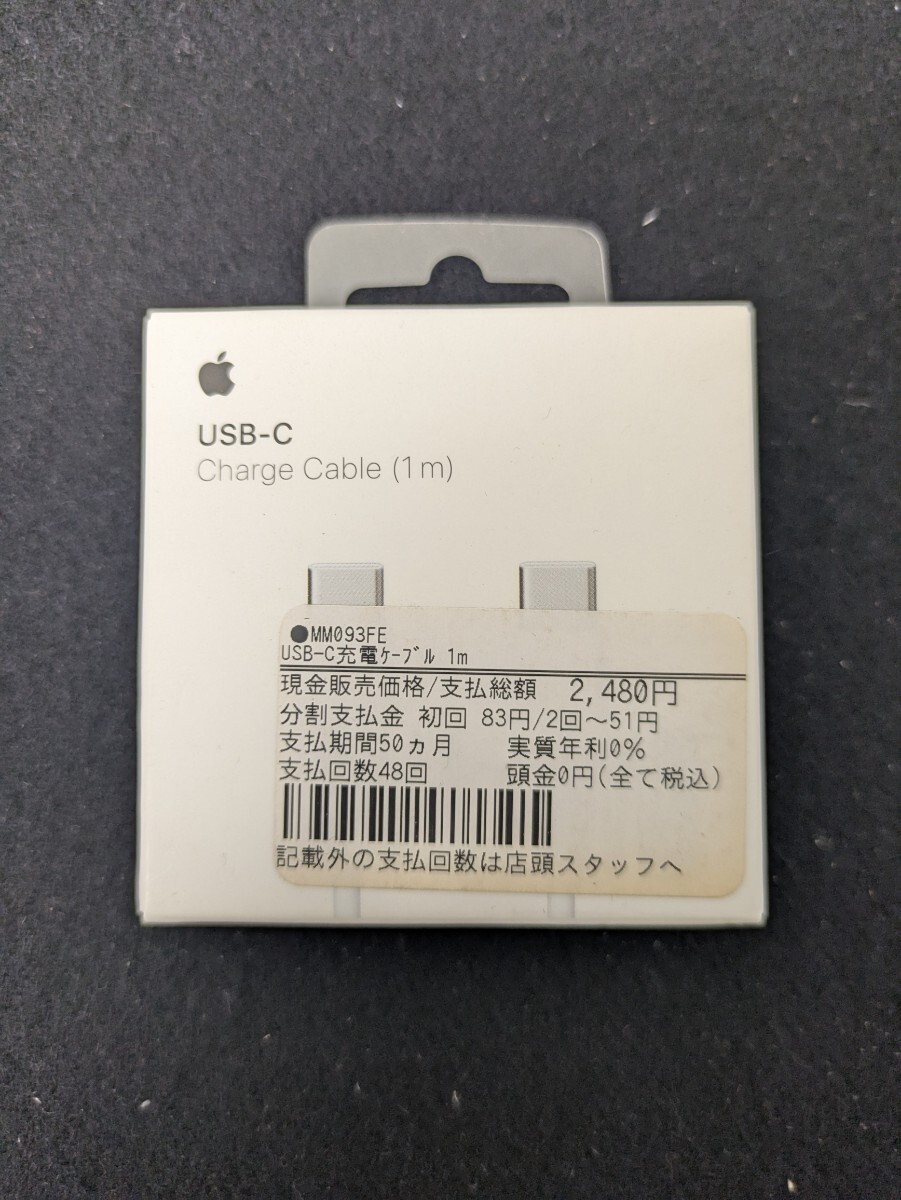 USB-C
Charge Cable (1 m)
●MM093FE
USB-C充電ｹｰﾌﾞﾙ 1m
現金販売価格/支払総額 2,480円
分割支払金 初回 83円/2回～51円
支払期間50ヵ月 実質年利0%
支払回数48回 頭金0円(全て税込)
記載外の支払回数は店頭スタッフへ